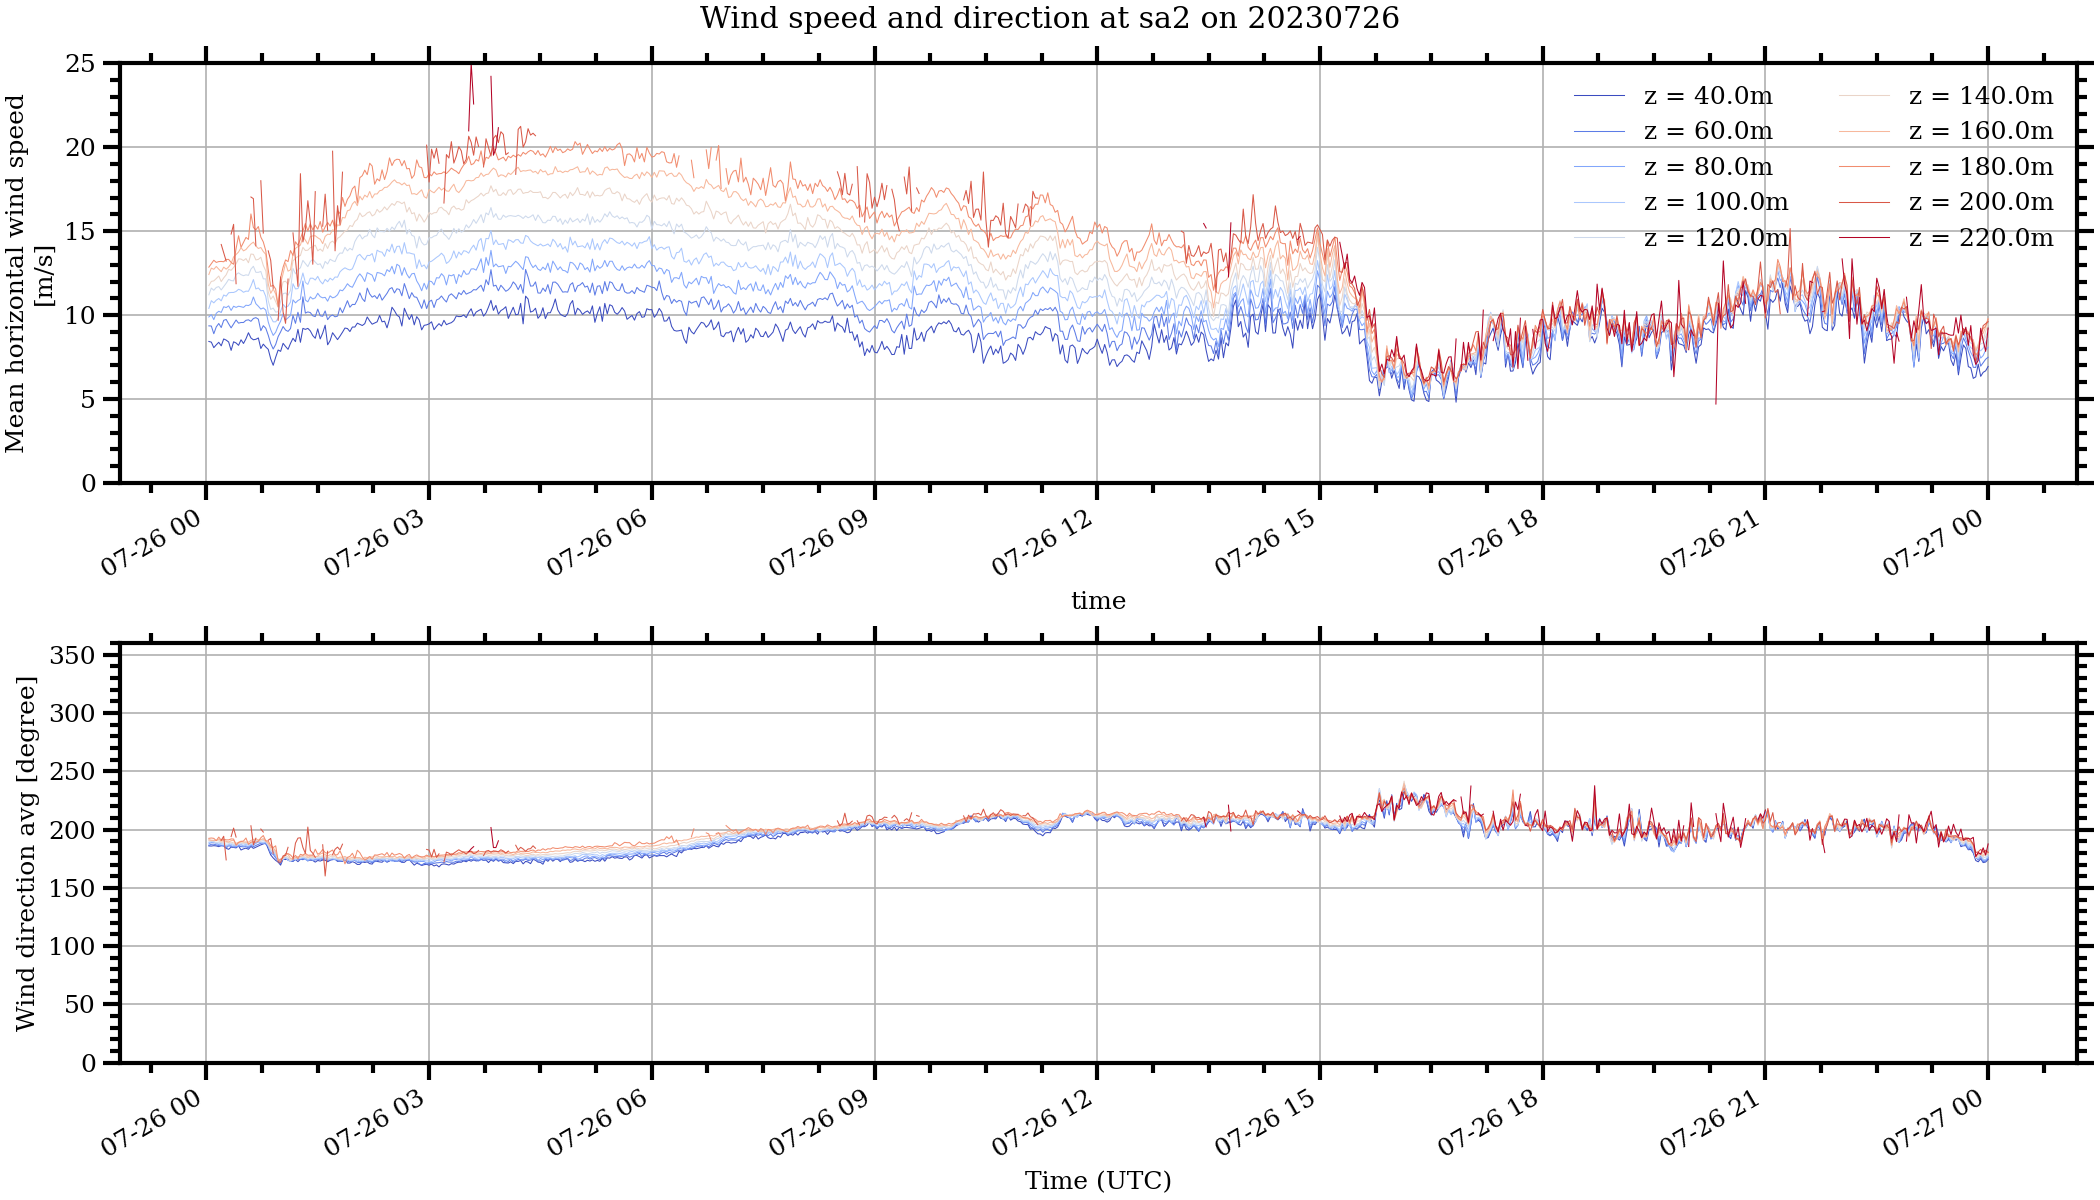 Wind speed and direction at sa2 on 20230726
Mean horizontal wind speed
[m/s]
25
20
15
10
5
0
z = 40.0m
z = 60.0m
z = 80.0m
z = 100.0m
z = 120.0m
z = 140.0m
z = 160.0m
z = 180.0m
z = 200.0m
z = 220.0m
07-26 00
07-26 03
07-26 06
07-26 09
07-26 12
07-26 15
07-26 18
07-26 21
07-27 00
time
Wind direction avg [degree]
350
300
250
200
150
100
50
0
07-26 00
07-26 03
07-26 06
07-26 09
07-26 12
07-26 15
07-26 18
07-26 21
07-27 00
Time (UTC)